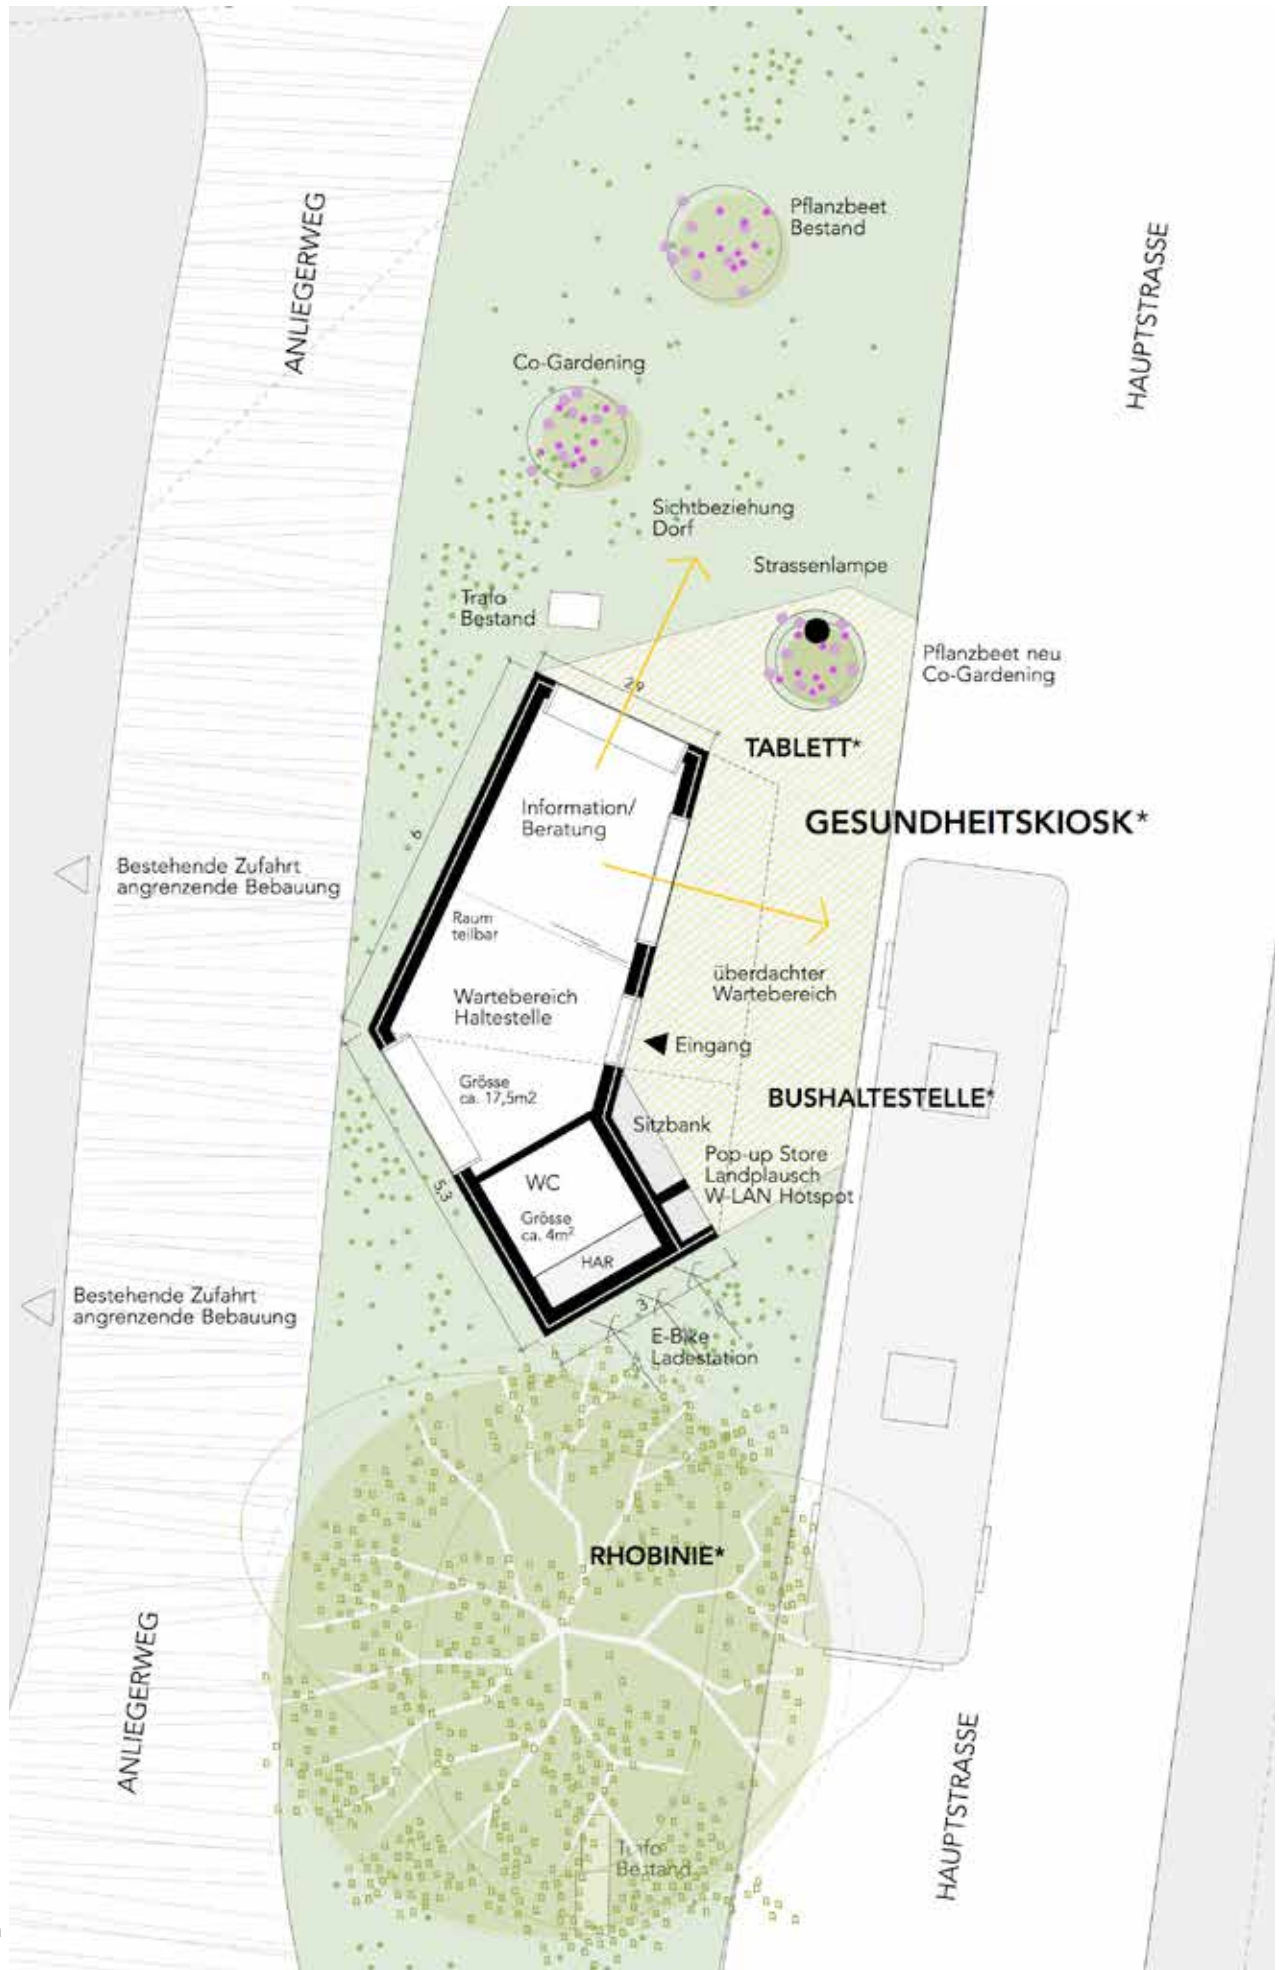 ANLIEGERWEG
HAUPTSTRASSE
Pflanzbeet
Bestand
Co-Gardening
Sichtbeziehung
Dorf
Strassenlampe
Trafo
Bestand
Pflanzbeet neu
Co-Gardening
2,9
TABLETT*
Information/
Beratung
GESUNDHEITSKIOSK*
6
Bestehende Zufahrt
angrenzende Bebauung
Raum
teilbar
überdachter
Wartebereich
Wartebereich
Haltestelle
Eingang
Grösse
ca. 17,5m2
BUSHALTESTELLE*
Sitzbank
Pop-up Store
Landplausch
W-LAN Hotspot
5,3
WC
Grösse
ca. 4m²
HAR
Bestehende Zufahrt
angrenzende Bebauung
3
E-Bike
Ladestation
RHOBINIE*
ANLIEGERWEG
HAUPTSTRASSE
Trafo
Bestand